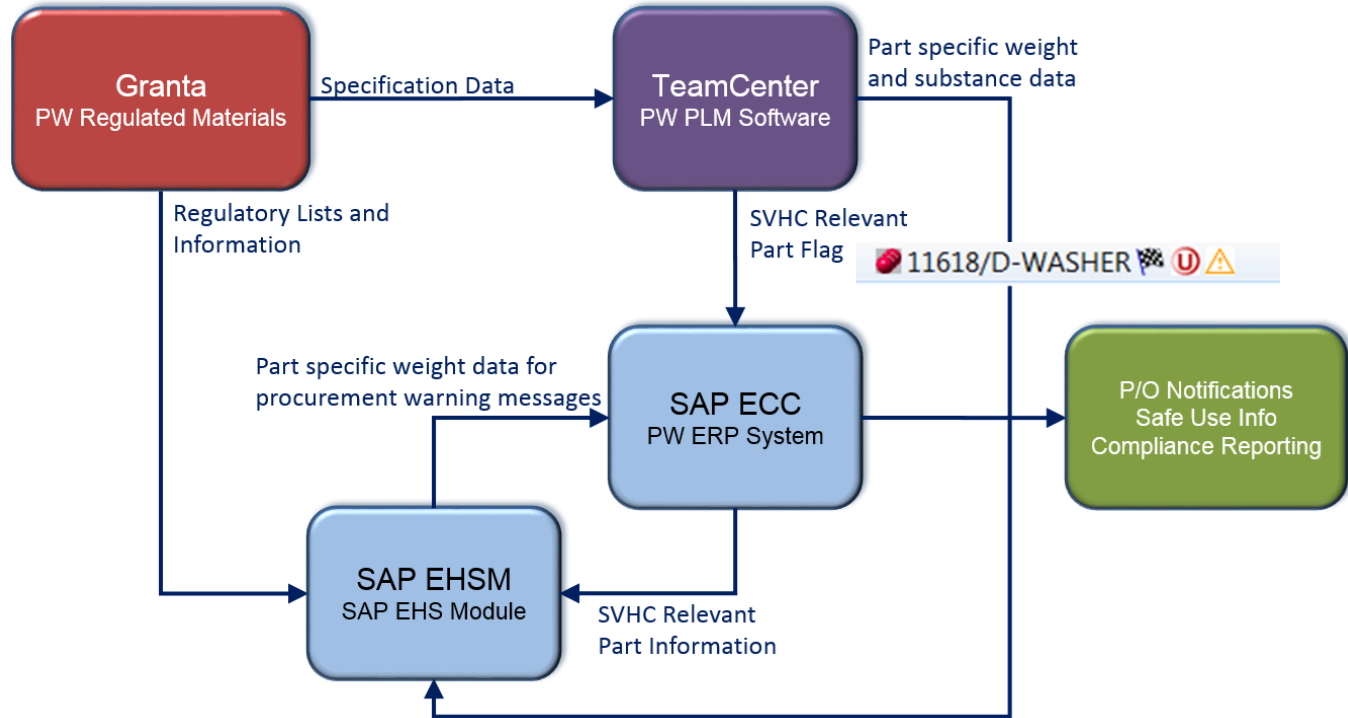 Granta
PW Regulated Materials
Specification Data
TeamCenter
PW PLM Software
Part specific weight
and substance data
Regulatory Lists and
Information
SVHC Relevant
Part Flag
11618/D-WASHER
Part specific weight data for
procurement warning messages
SAP ECC
PW ERP System
P/O Notifications
Safe Use Info
Compliance Reporting
SAP EHSM
SAP EHS Module
SVHC Relevant
Part Information